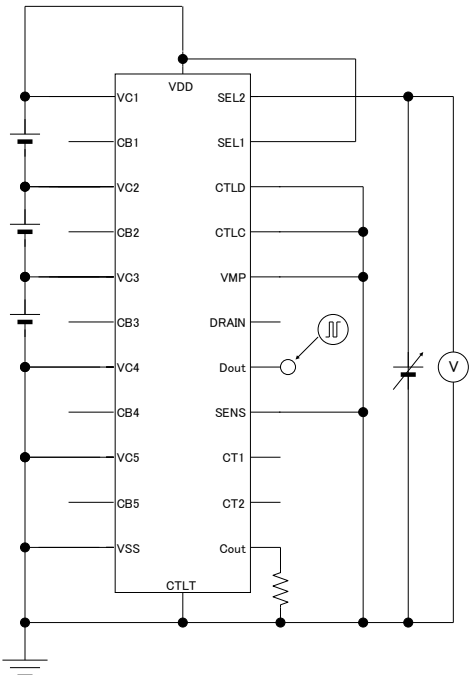 VDD
VC1
SEL2
CB1
SEL1
VC2
CTLD
CB2
CTLC
VC3
VMP
CB3
DRAIN
VC4
Dout
V
CB4
SENS
VC5
CT1
CB5
CT2
VSS
Cout
CTLT